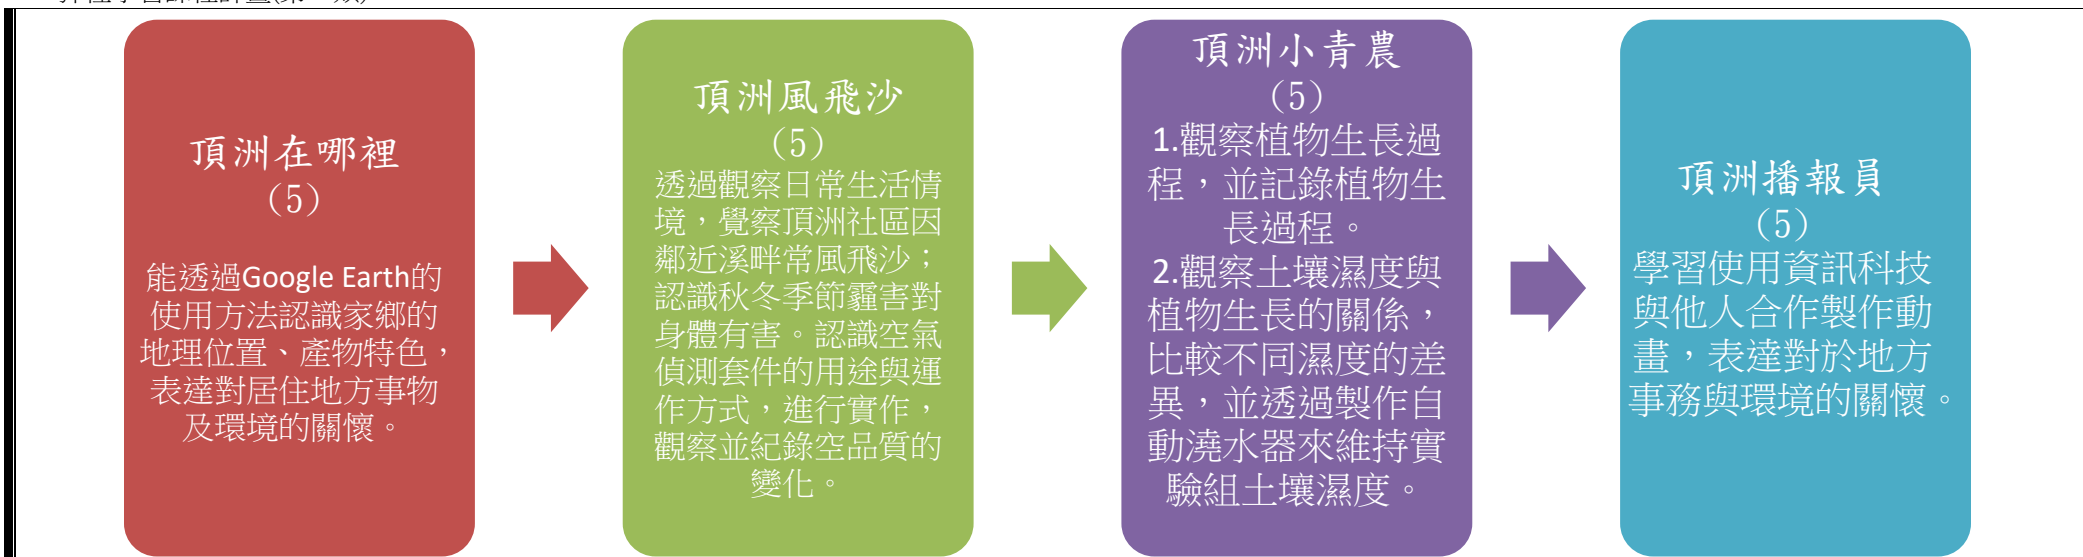 頂洲在哪裡
(5)
能透過Google Earth的
使用方法認識家鄉的
地理位置、產物特色，
表達對居住地方事物
及環境的關懷。
頂洲風飛沙
(5)
透過觀察日常生活情
境，覺察頂洲社區因
鄰近溪畔常風飛沙；
認識秋冬季節霾害對
身體有害。認識空氣
偵測套件的用途與運
作方式，進行實作，
觀察並紀錄空品質的
變化。
頂洲小青農
(5)
1.觀察植物生長過
程，並記錄植物生
長過程。
2.觀察土壤濕度與
植物生長的關係，
比較不同濕度的差
異，並透過製作自
動澆水器來維持實
驗組土壤濕度。
頂洲播報員
(5)
學習使用資訊科技
與他人合作製作動
畫，表達對於地方
事務與環境的關懷。